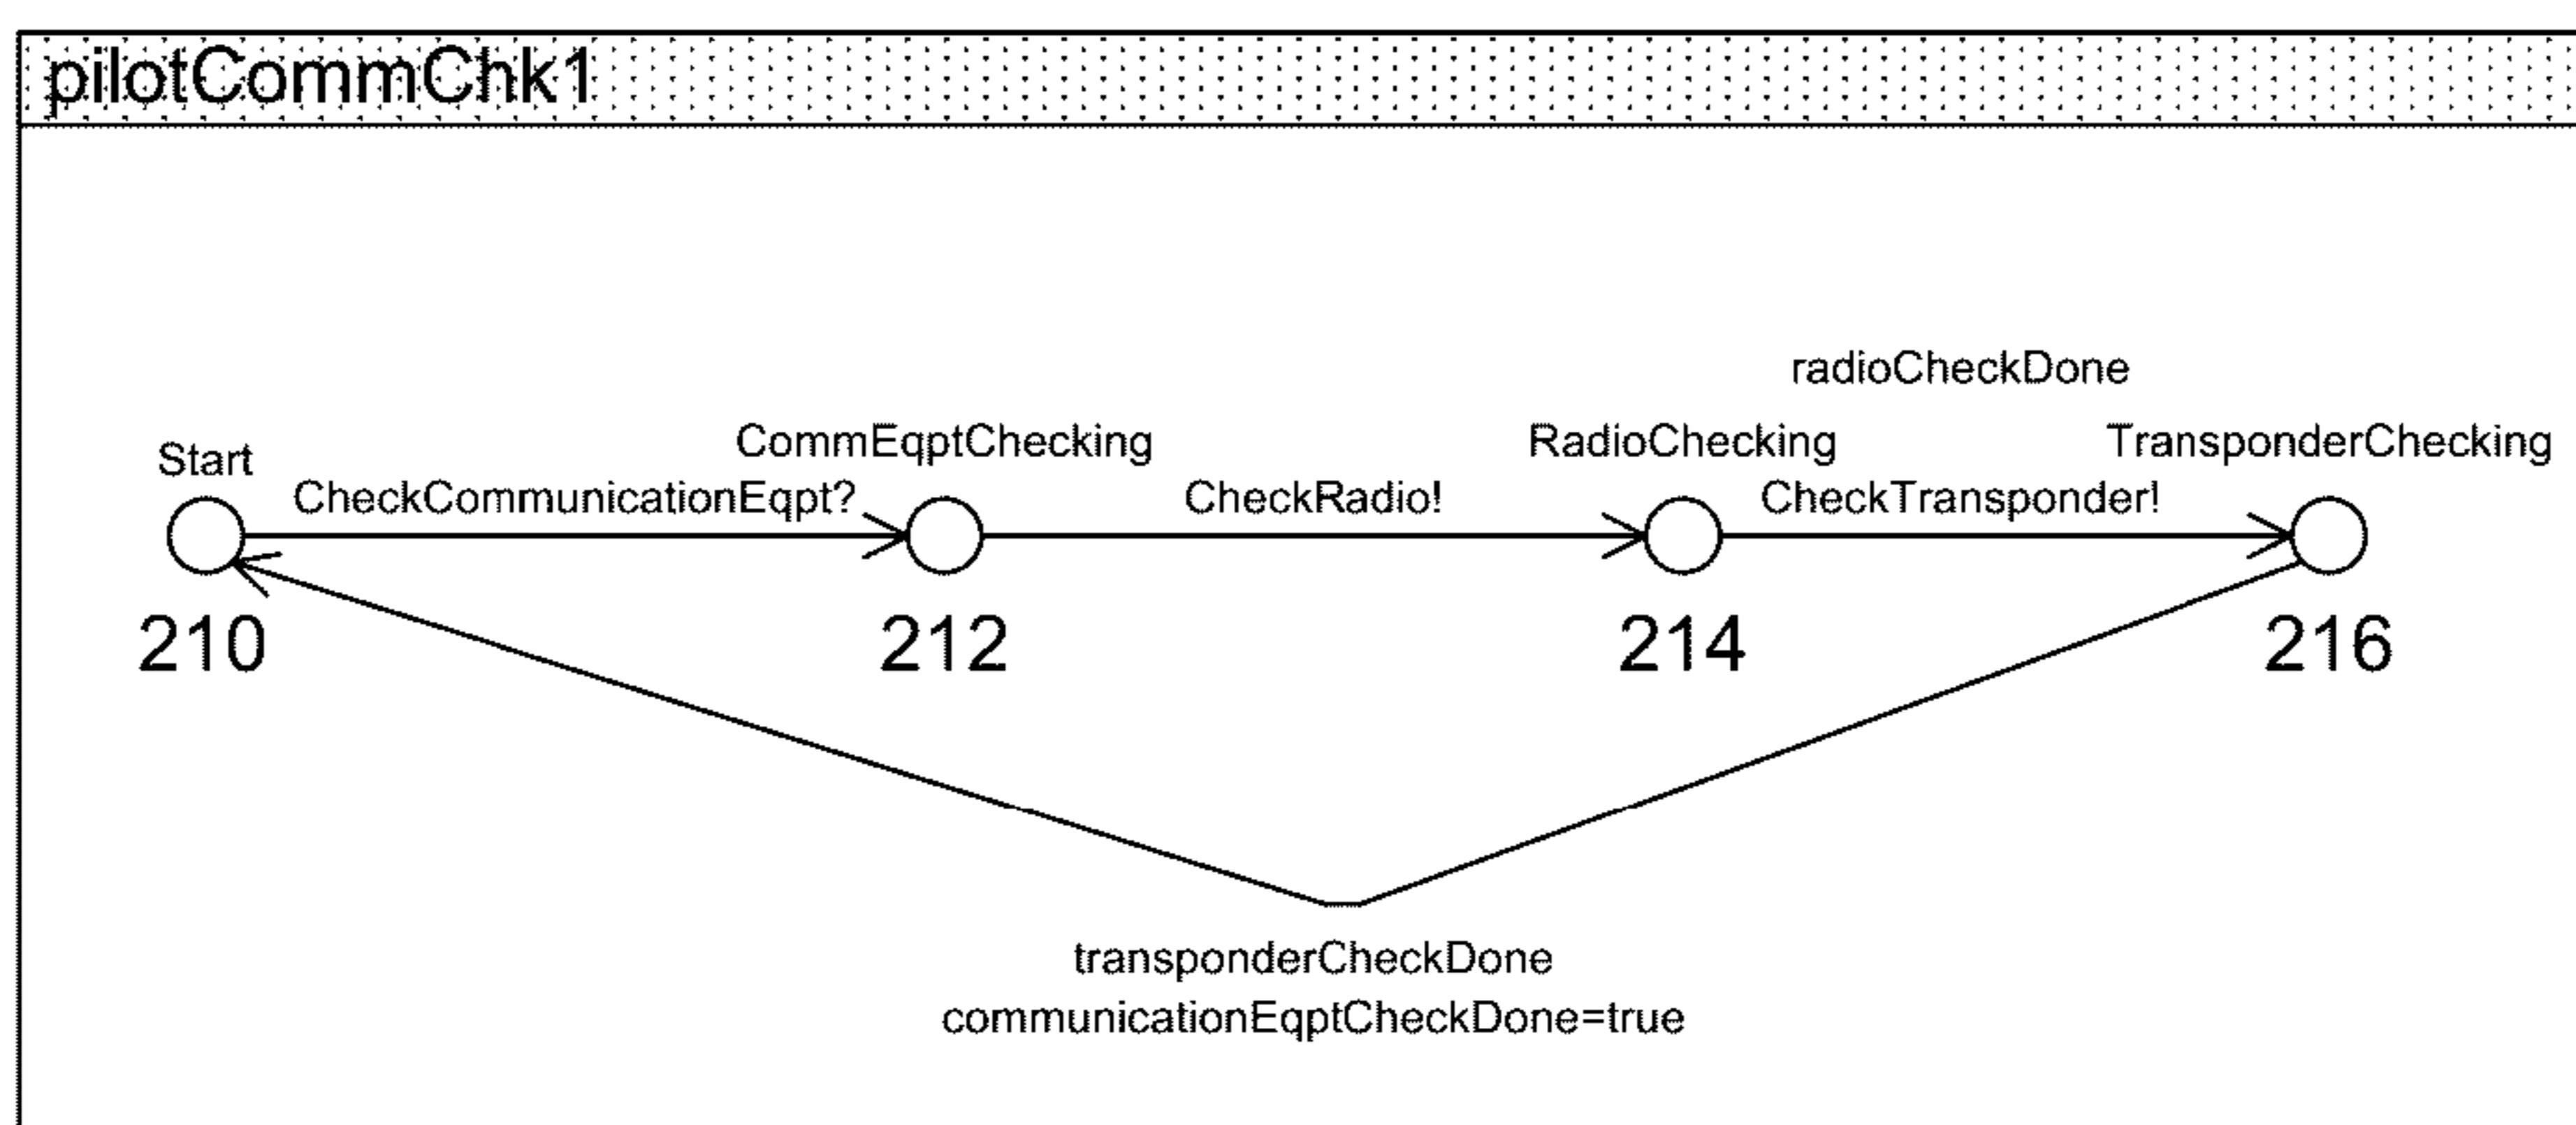 pilotCommChk1
radioCheckDone
Start
CommEqptChecking
RadioChecking
TransponderChecking
CheckCommunicationEqpt?
CheckRadio!
CheckTransponder!
210
212
214
216
transponderCheckDone
communicationEqptCheckDone=true